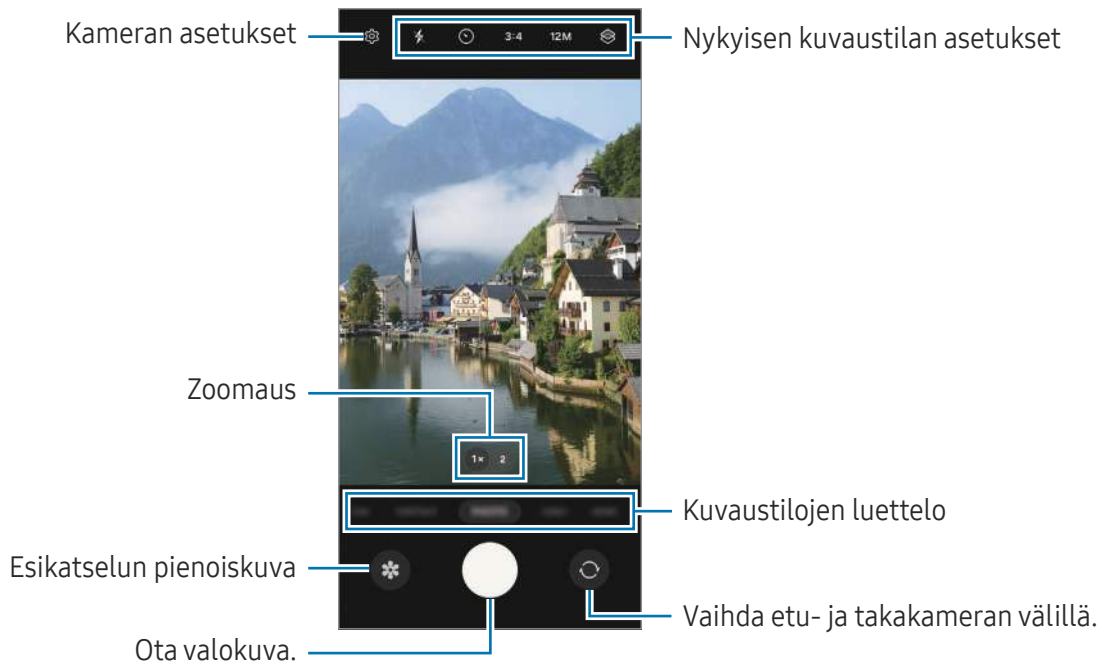 Kameran asetukset
3:4
12M
Nykyisen kuvaustilan asetukset
Zoomaus
1x 2
Kuvaustilojen luettelo
Esikatselun pienoiskuva
Vaihda etu- ja takakameran välillä.
Ota valokuva.